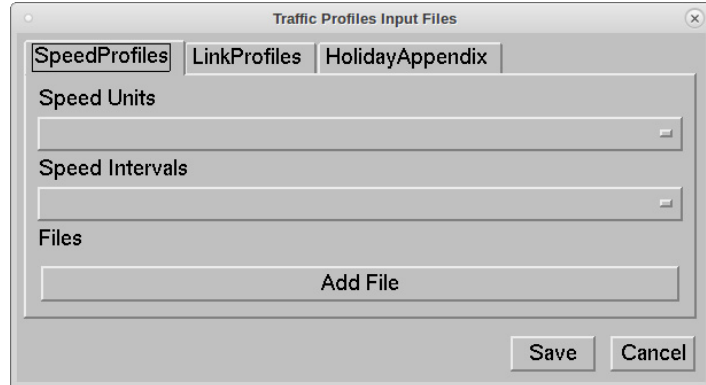 Traffic Profiles Input Files
SpeedProfiles LinkProfiles HolidayAppendix
Speed Units
Speed Intervals
Files
Add File
Save Cancel